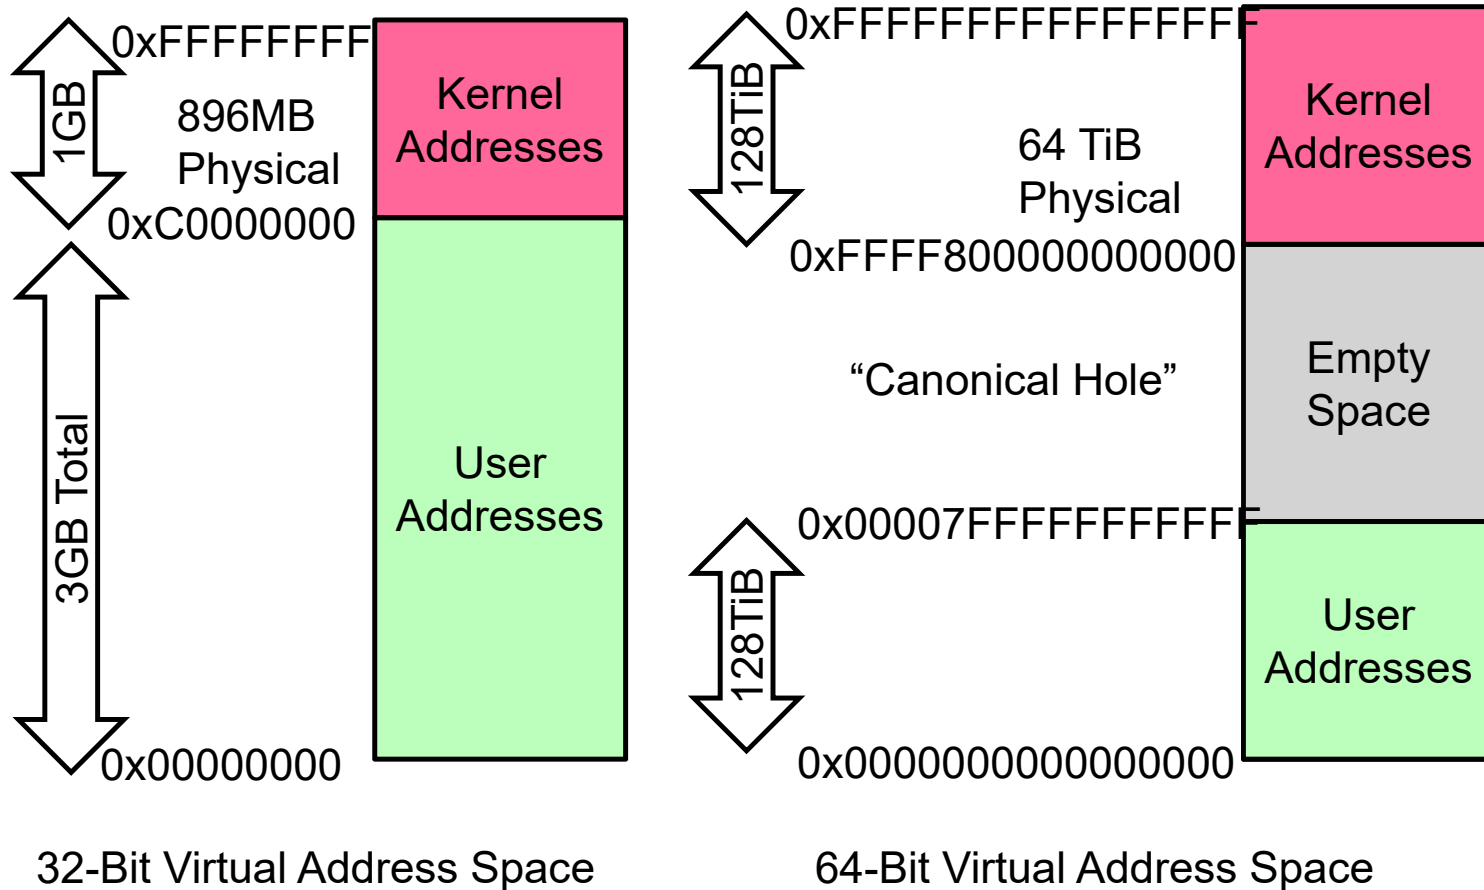 0xFFFFFFFF
1GB
896MB
Physical
Kernel
Addresses
0xC0000000
3GB Total
User
Addresses
0x00000000
32-Bit Virtual Address Space
0xFFFFFFFFFFFFFFFF
128TiB
64 TiB
Physical
Kernel
Addresses
0xFFFF800000000000
“Canonical Hole”
Empty
Space
0x00007FFFFFFFFFFF
128TiB
User
Addresses
0x0000000000000000
64-Bit Virtual Address Space